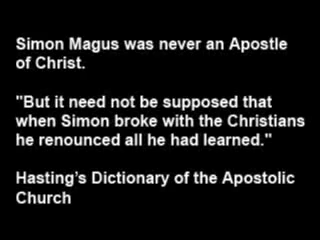 Simon Magus was never an Apostle
of Christ.
"But it need not be supposed that
when Simon broke with the Christians
he renounced all he had learned."
Hasting's Dictionary of the Apostolic
Church